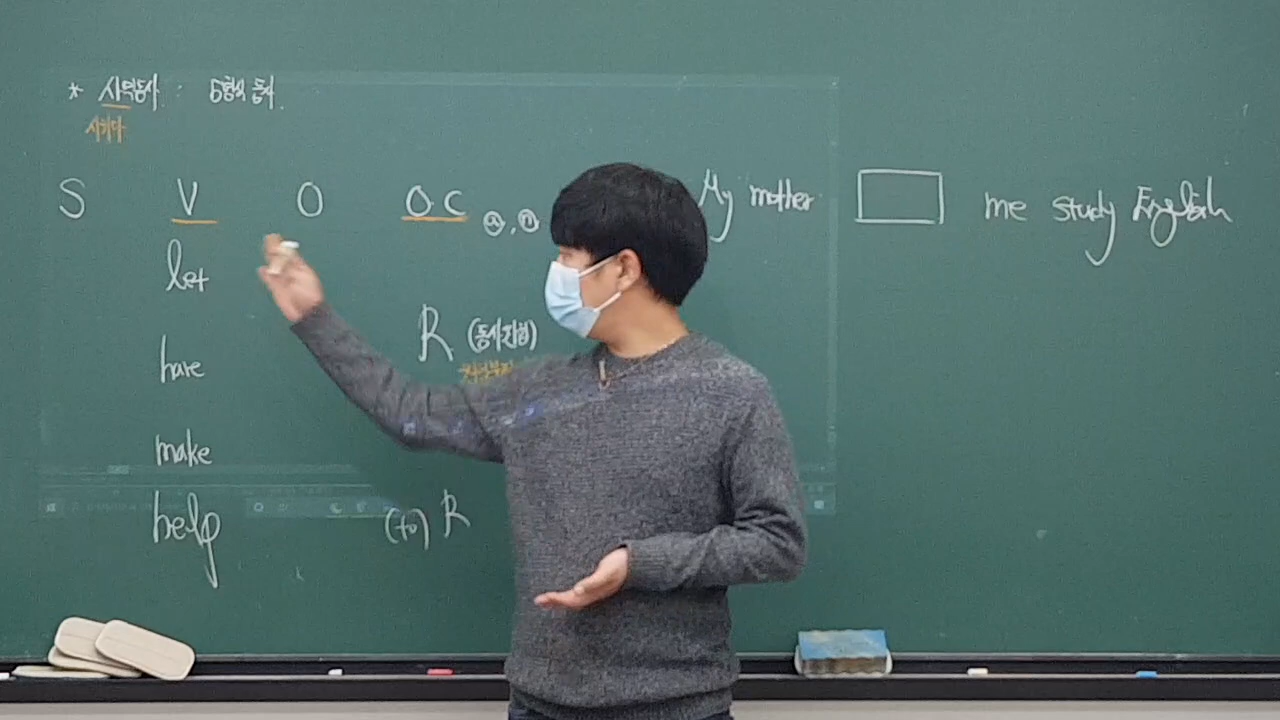 * 사역동사 : 5형식 동사.
시키다
S V O OC ⓐ, ⓝ
let
have R (동사원형)
make
help (to) R
My mother me study English